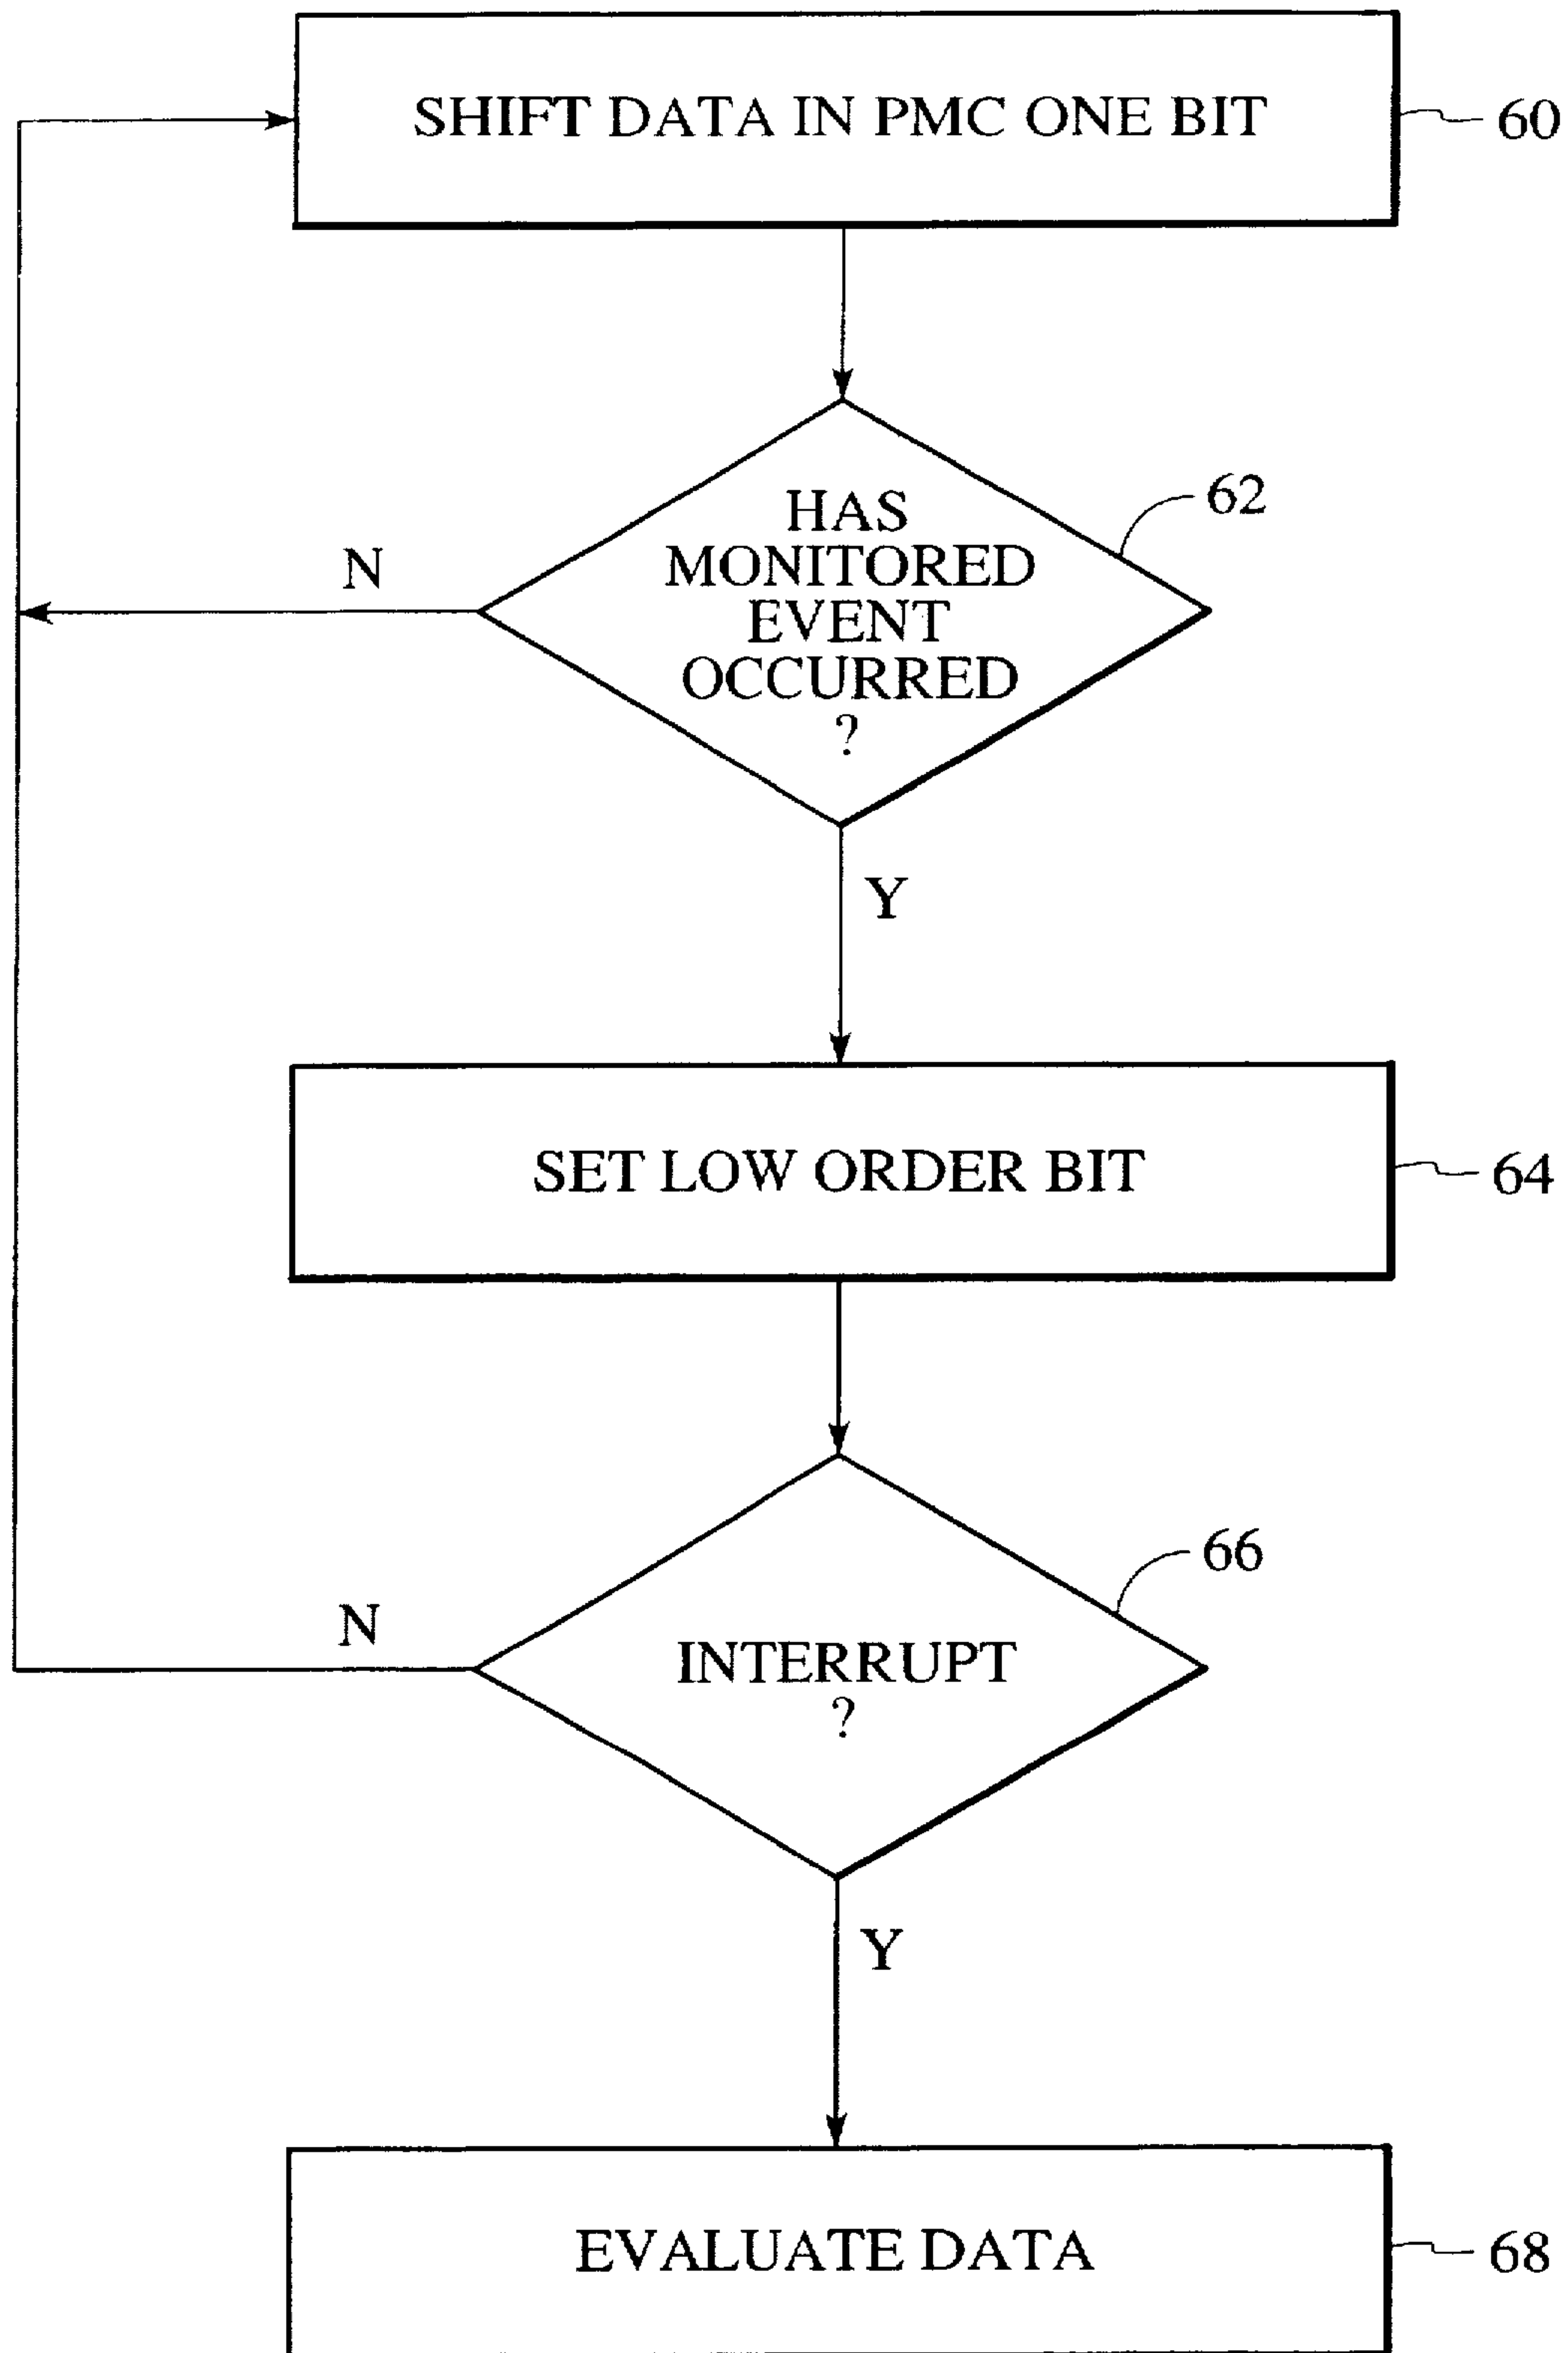 SHIFT DATA IN PMC ONE BIT
60
HAS
MONITORED
EVENT
OCCURRED
?
62
N
Y
SET LOW ORDER BIT
64
INTERRUPT
?
66
N
Y
EVALUATE DATA
68